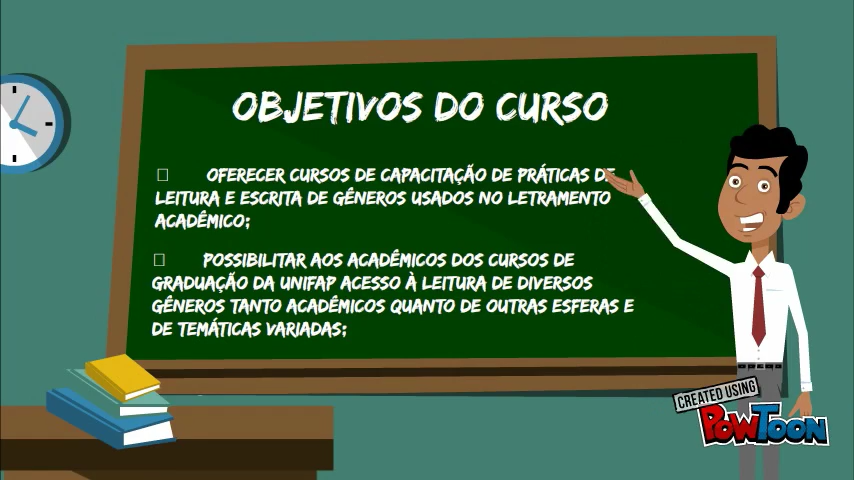 OBJETIVOS DO CURSO
OFERECER CURSOS DE CAPACITAÇÃO DE PRÁTICAS DE
LEITURA E ESCRITA DE GÊNEROS USADOS NO LETRAMENTO
ACADÊMICO;
POSSIBILITAR AOS ACADÊMICOS DOS CURSOS DE
GRADUAÇÃO DA UNIFAP ACESSO À LEITURA DE DIVERSOS
GÊNEROS TANTO ACADÊMICOS QUANTO DE OUTRAS ESFERAS E
DE TEMÁTICAS VARIADAS;
CREATED USING
POWTOON